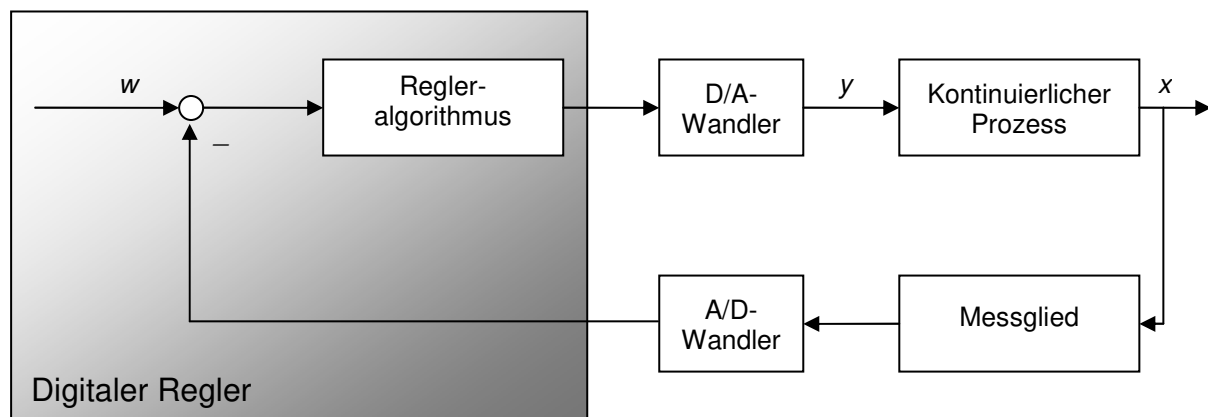 w
–
Regler-
algorithmus
D/A-
Wandler
y
Kontinuierlicher
Prozess
x
A/D-
Wandler
Messglied
Digitaler Regler